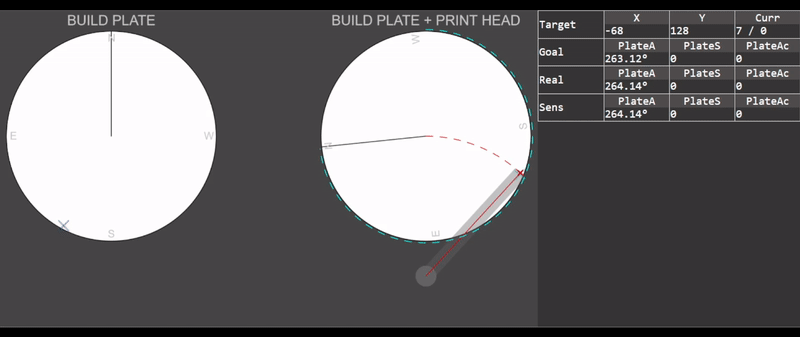 BUILD PLATE
N
E
W
S
BUILD PLATE + PRINT HEAD
W
S
N
E
Target X Y Curr
-68 128 7 / 0
Goal PlateA PlateS PlateAc
263.12° 0 0
Real PlateA PlateS PlateAc
264.14° 0 0
Sens PlateA PlateS PlateAc
264.14° 0 0